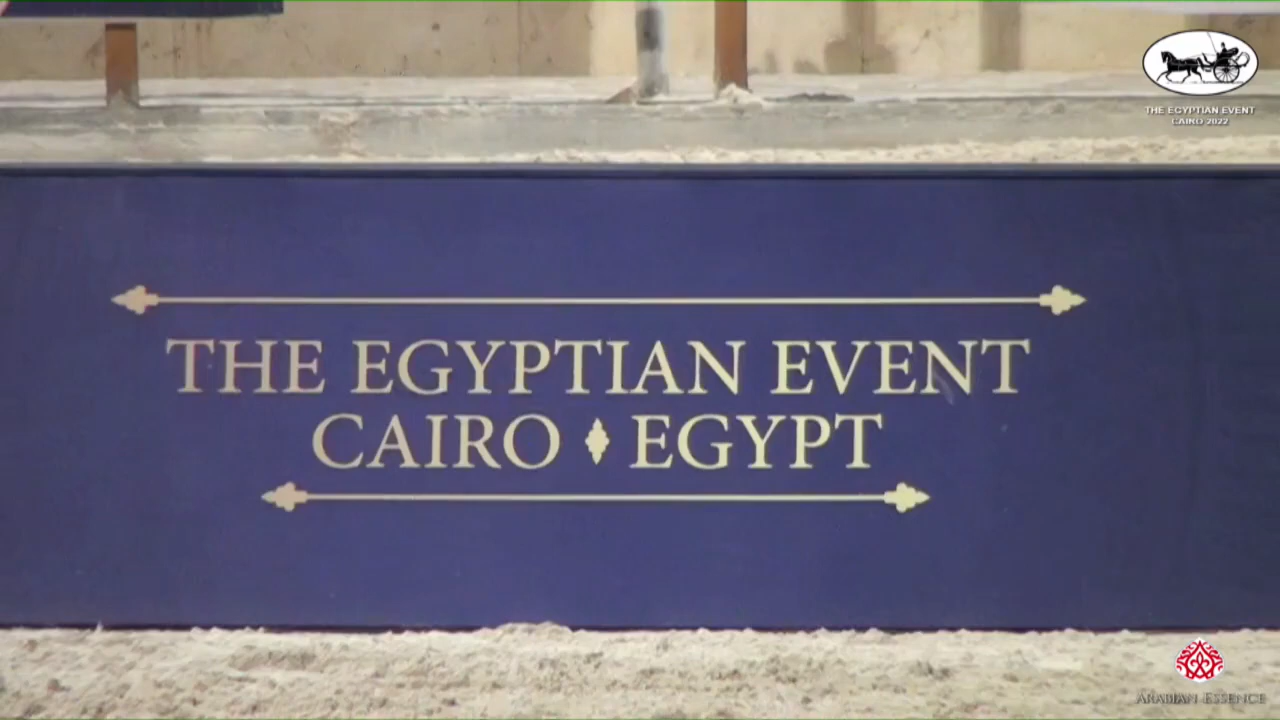 THE EGYPTIAN EVENT
CAIRO 2022
THE EGYPTIAN EVENT
CAIRO EGYPT
ARABIAN ESSENCE